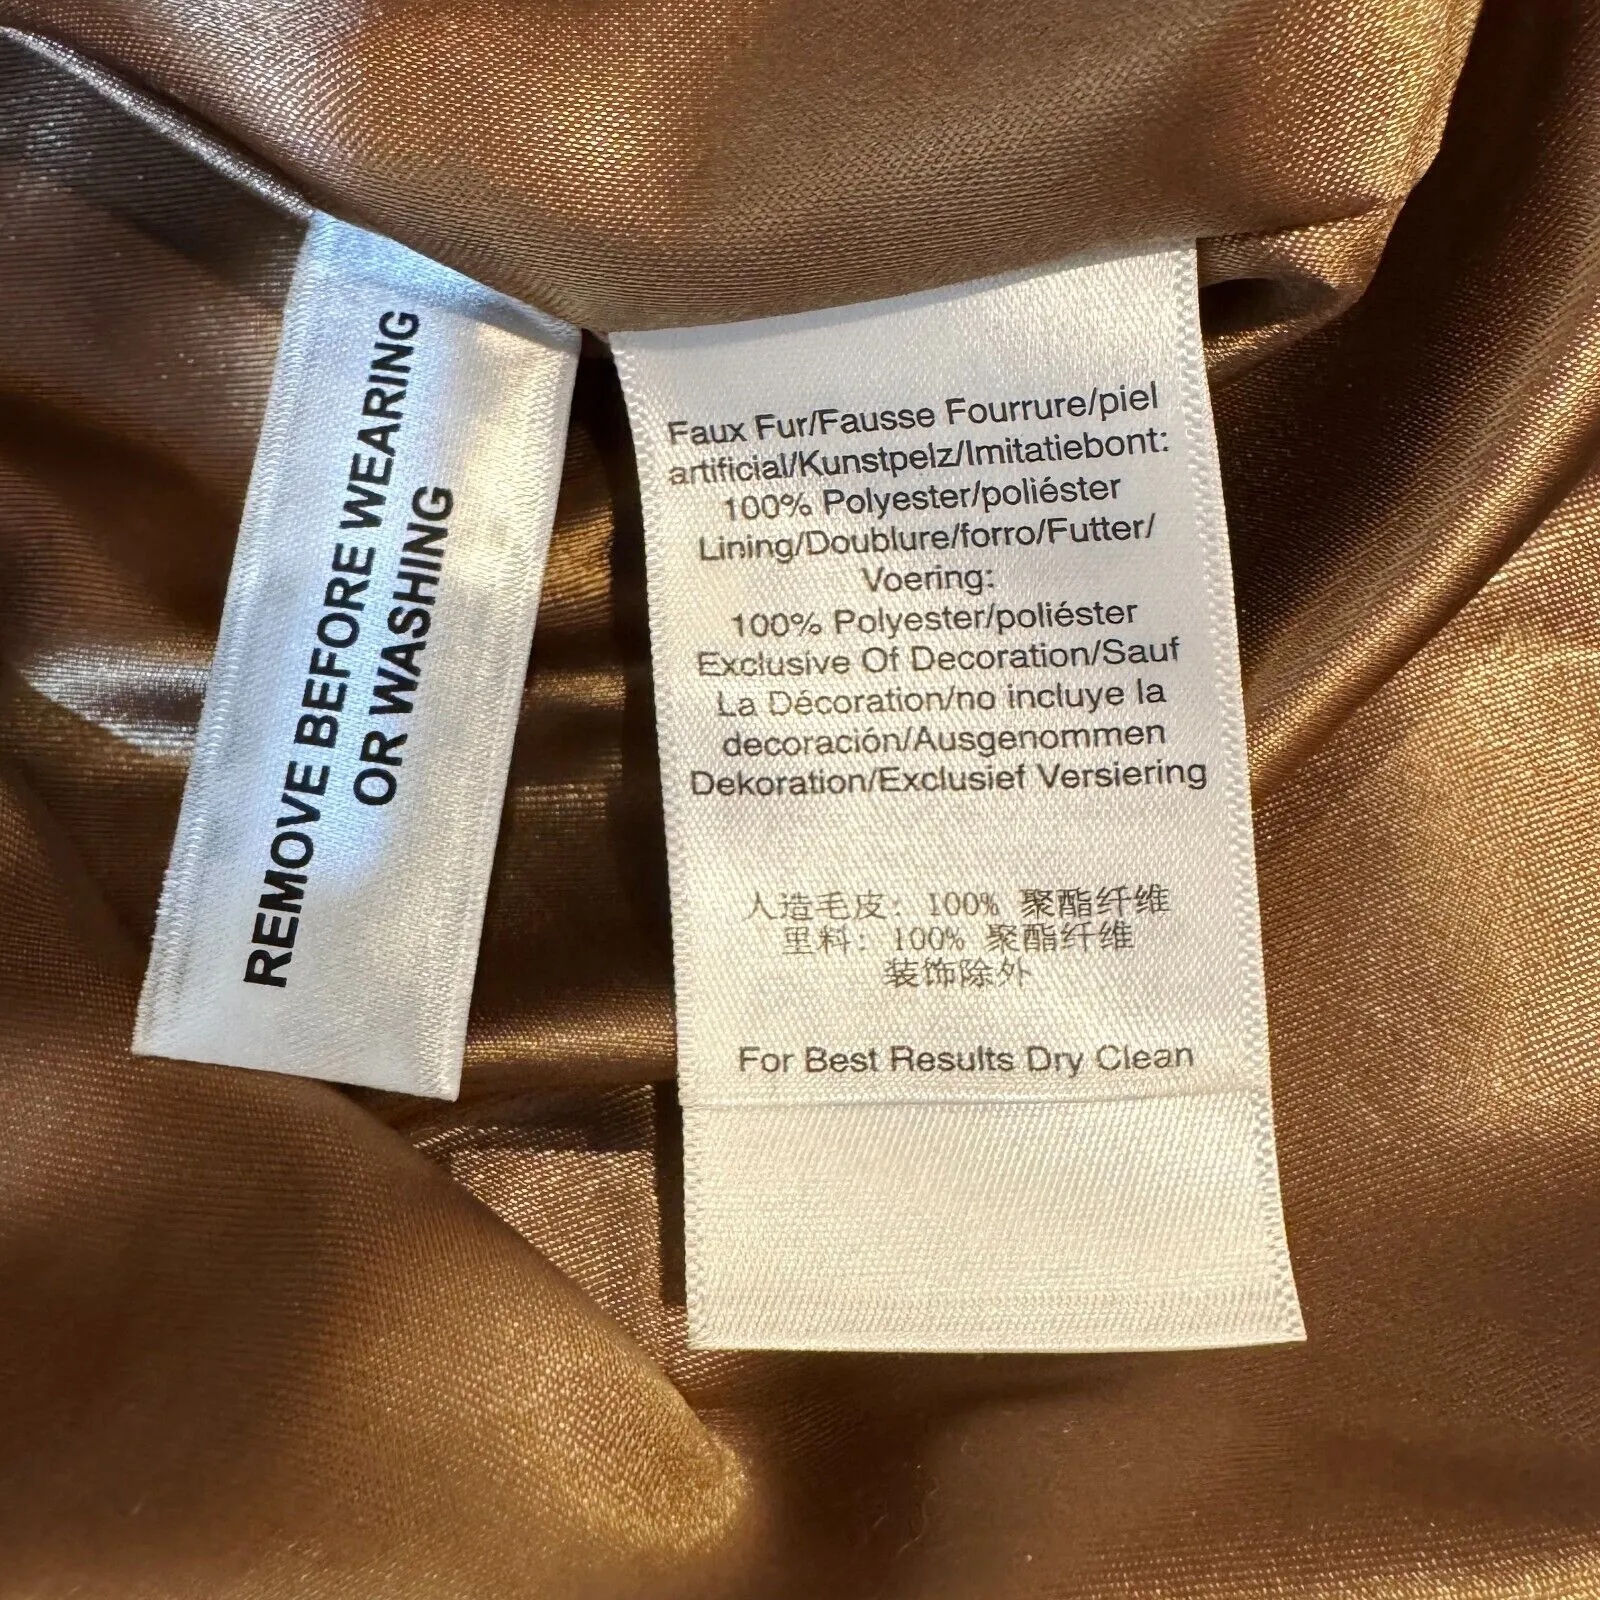 REMOVE BEFORE WEARING
OR WASHING
Faux Fur/Fausse Fourrure/piel
artificial/Kunstpelz/Imitatiebont:
100% Polyester/poliéster
Lining/Doublure/forro/Futter/
Voering:
100% Polyester/poliéster
Exclusive Of Decoration/Sauf
La Décoration/no incluye la
decoración/Ausgenommen
Dekoration/Exclusief Versiering
人造毛皮: 100% 聚酯纤维
里料: 100% 聚酯纤维
装饰除外
For Best Results Dry Clean